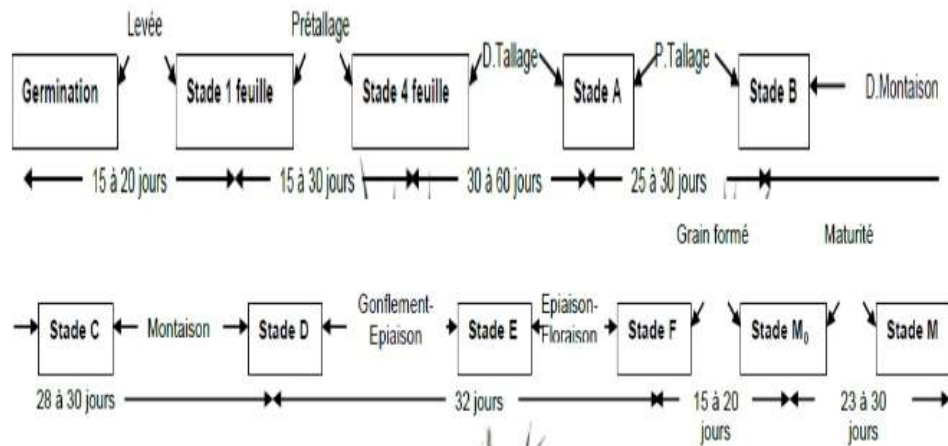 Levée
Prétallage
D.Tallage
P.Tallage
Germination
Stade 1 feuille
Stade 4 feuille
Stade A
Stade B
D.Montaison
15 à 20 jours
15 à 30 jours
30 à 60 jours
25 à 30 jours
Grain formé
Maturité
Stade C
Montaison
Stade D
Gonflement-
Epiaison
Stade E
Epiaison-
Floraison
Stade F
Stade M₀
Stade M
28 à 30 jours
32 jours
15 à 20
jours
23 à 30
jours